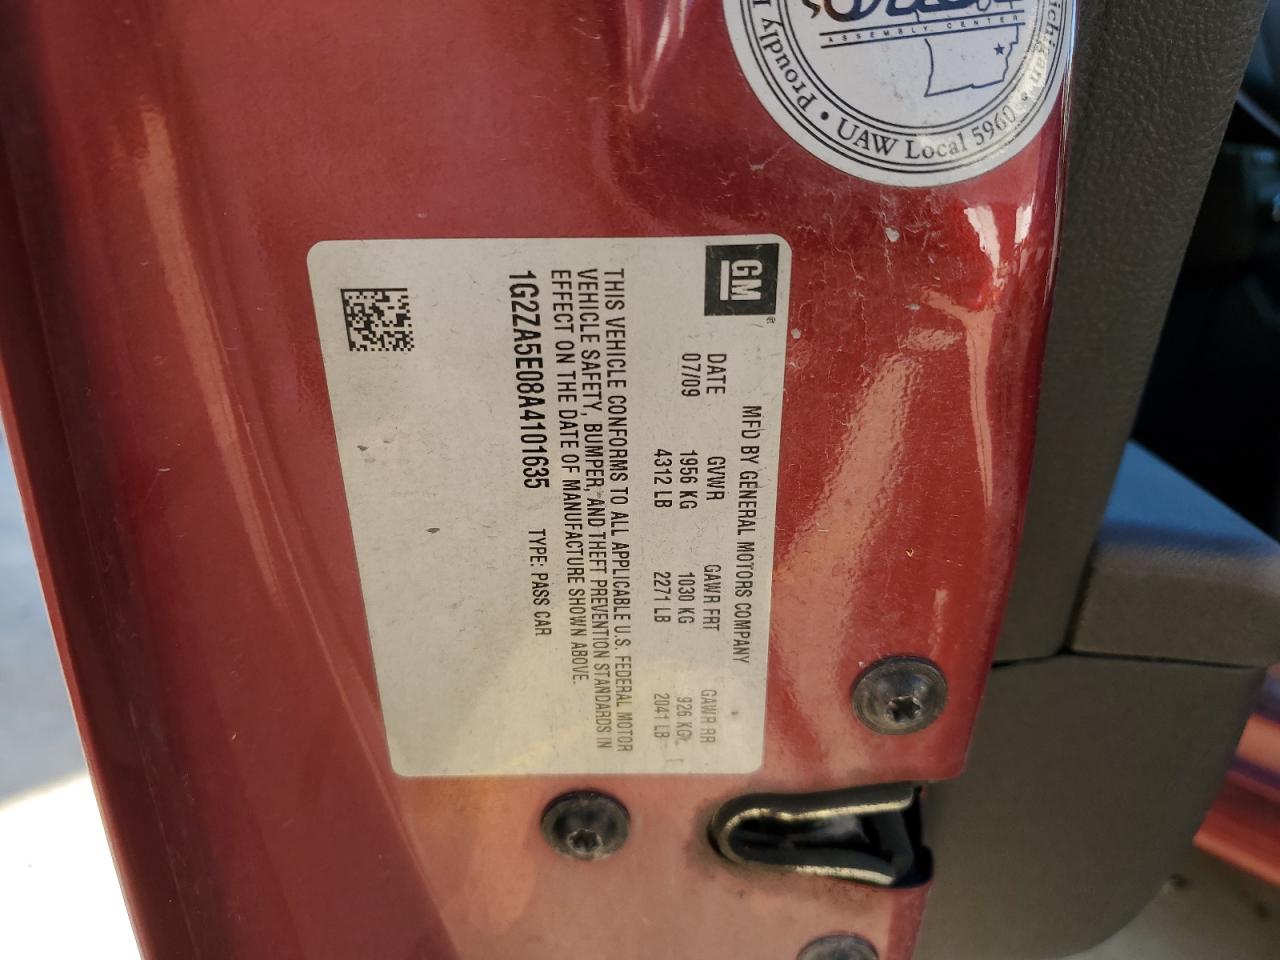 ASSEMBLY CENTER
Proudly
ichigan •
• UAW Local 5960 •
GM
MFD BY GENERAL MOTORS COMPANY
DATE GVWR GAWR FRT GAWR RR
07/09 1956 KG 1030 KG 926 KG
4312 LB 2271 LB 2041 LB
THIS VEHICLE CONFORMS TO ALL APPLICABLE U.S. FEDERAL MOTOR
VEHICLE SAFETY, BUMPER, AND THEFT PREVENTION STANDARDS IN
EFFECT ON THE DATE OF MANUFACTURE SHOWN ABOVE.
1G2ZA5E08A4101635 TYPE: PASS CAR